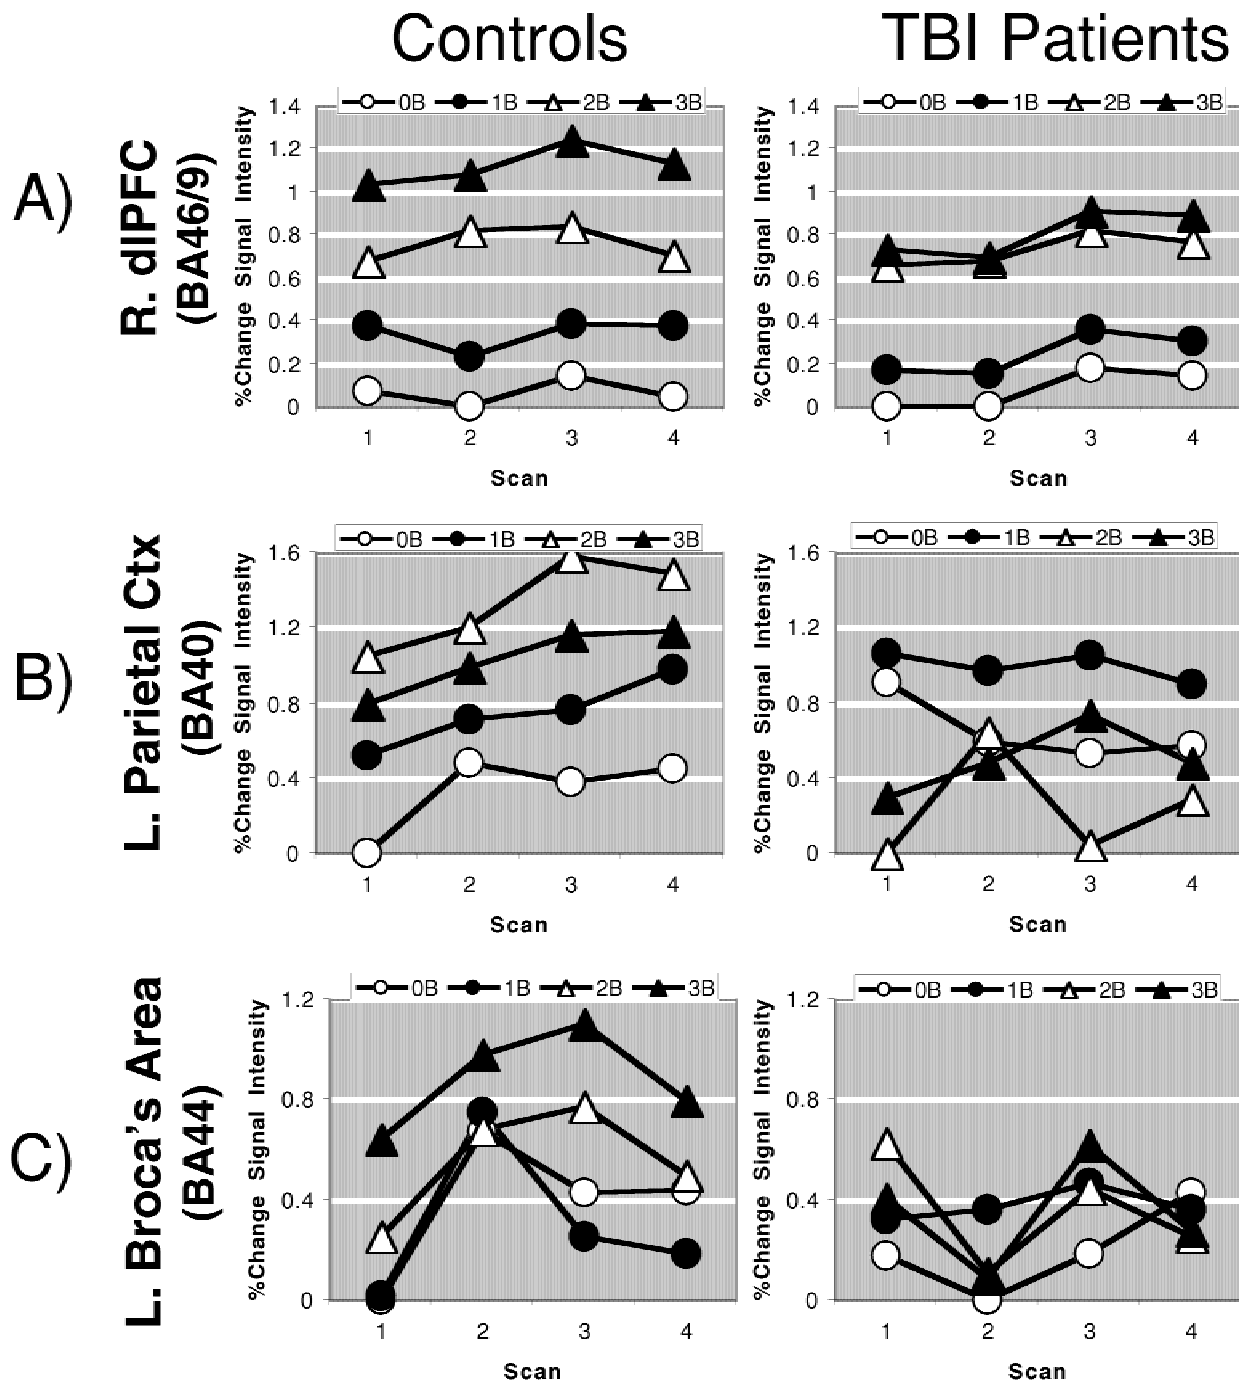 Controls
TBI Patients
A)
R. dlPFC
(BA46/9)
%Change Signal Intensity
0B 1B 2B 3B
1.4
1.2
1
0.8
0.6
0.4
0.2
0
1 2 3 4
Scan
%Change Signal Intensity
0B 1B 2B 3B
1.4
1.2
1
0.8
0.6
0.4
0.2
0
1 2 3 4
Scan
B)
L. Parietal Ctx
(BA40)
%Change Signal Intensity
0B 1B 2B 3B
1.6
1.2
0.8
0.4
0
1 2 3 4
Scan
%Change Signal Intensity
0B 1B 2B 3B
1.6
1.2
0.8
0.4
0
1 2 3 4
Scan
C)
L. Broca's Area
(BA44)
%Change Signal Intensity
0B 1B 2B 3B
1.2
0.8
0.4
0
1 2 3 4
Scan
%Change Signal Intensity
0B 1B 2B 3B
1.2
0.8
0.4
0
1 2 3 4
Scan